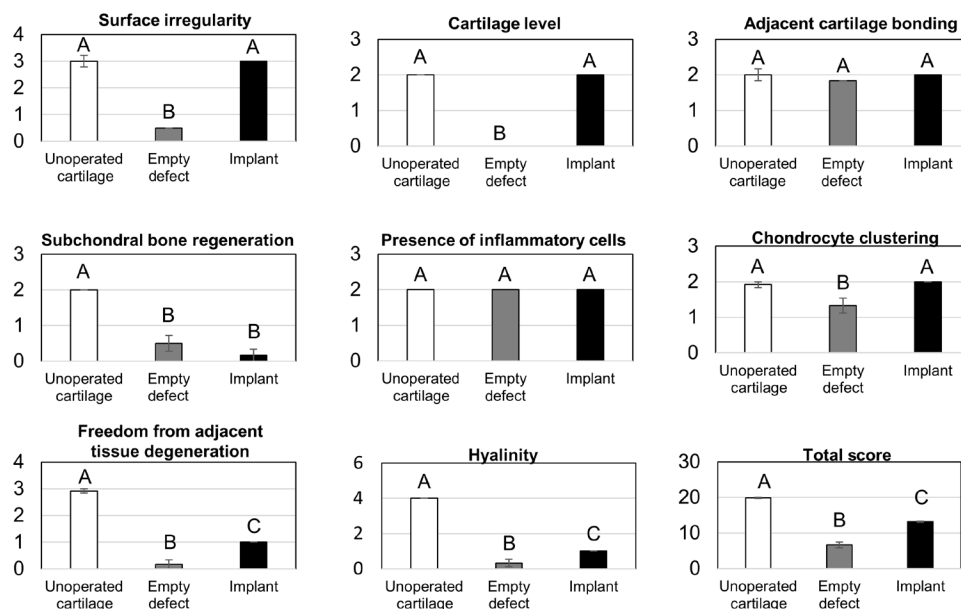 Surface irregularity
4
3
2
1
0
A
B
A
Unoperated
cartilage
Empty
defect
Implant
Cartilage level
3
2
1
0
A
B
A
Unoperated
cartilage
Empty
defect
Implant
Adjacent cartilage bonding
3
2
1
0
A
A
A
Unoperated
cartilage
Empty
defect
Implant
Subchondral bone regeneration
3
2
1
0
A
B
B
Unoperated
cartilage
Empty
defect
Implant
Presence of inflammatory cells
3
2
1
0
A
A
A
Unoperated
cartilage
Empty
defect
Implant
Chondrocyte clustering
3
2
1
0
A
B
A
Unoperated
cartilage
Empty
defect
Implant
Freedom from adjacent
tissue degeneration
4
3
2
1
0
A
B
C
Unoperated
cartilage
Empty
defect
Implant
Hyalinity
6
4
2
0
A
B
C
Unoperated
cartilage
Empty
defect
Implant
Total score
30
20
10
0
A
B
C
Unoperated
cartilage
Empty
defect
Implant